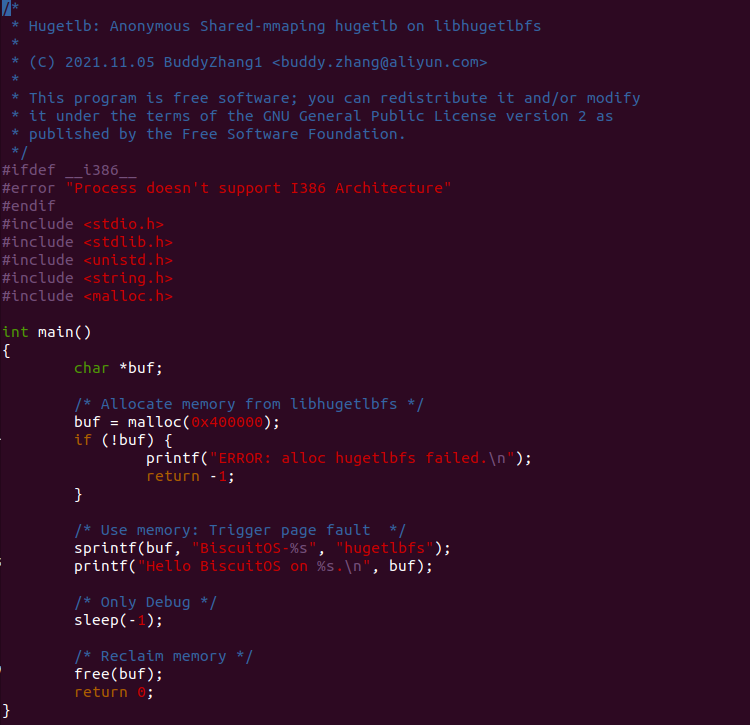 /*
 * Hugetlb: Anonymous Shared-mmaping hugetlb on libhugetlbfs
 *
 * (C) 2021.11.05 BuddyZhang1 <buddy.zhang@aliyun.com>
 *
 * This program is free software; you can redistribute it and/or modify
 * it under the terms of the GNU General Public License version 2 as
 * published by the Free Software Foundation.
 */
#ifdef __i386__
#error "Process doesn't support I386 Architecture"
#endif
#include <stdio.h>
#include <stdlib.h>
#include <unistd.h>
#include <string.h>
#include <malloc.h>

int main()
{
        char *buf;

        /* Allocate memory from libhugetlbfs */
        buf = malloc(0x400000);
        if (!buf) {
                printf("ERROR: alloc hugetlbfs failed.\n");
                return -1;
        }

        /* Use memory: Trigger page fault  */
        sprintf(buf, "BiscuitOS-%s", "hugetlbfs");
        printf("Hello BiscuitOS on %s.\n", buf);

        /* Only Debug */
        sleep(-1);

        /* Reclaim memory */
        free(buf);
        return 0;
}